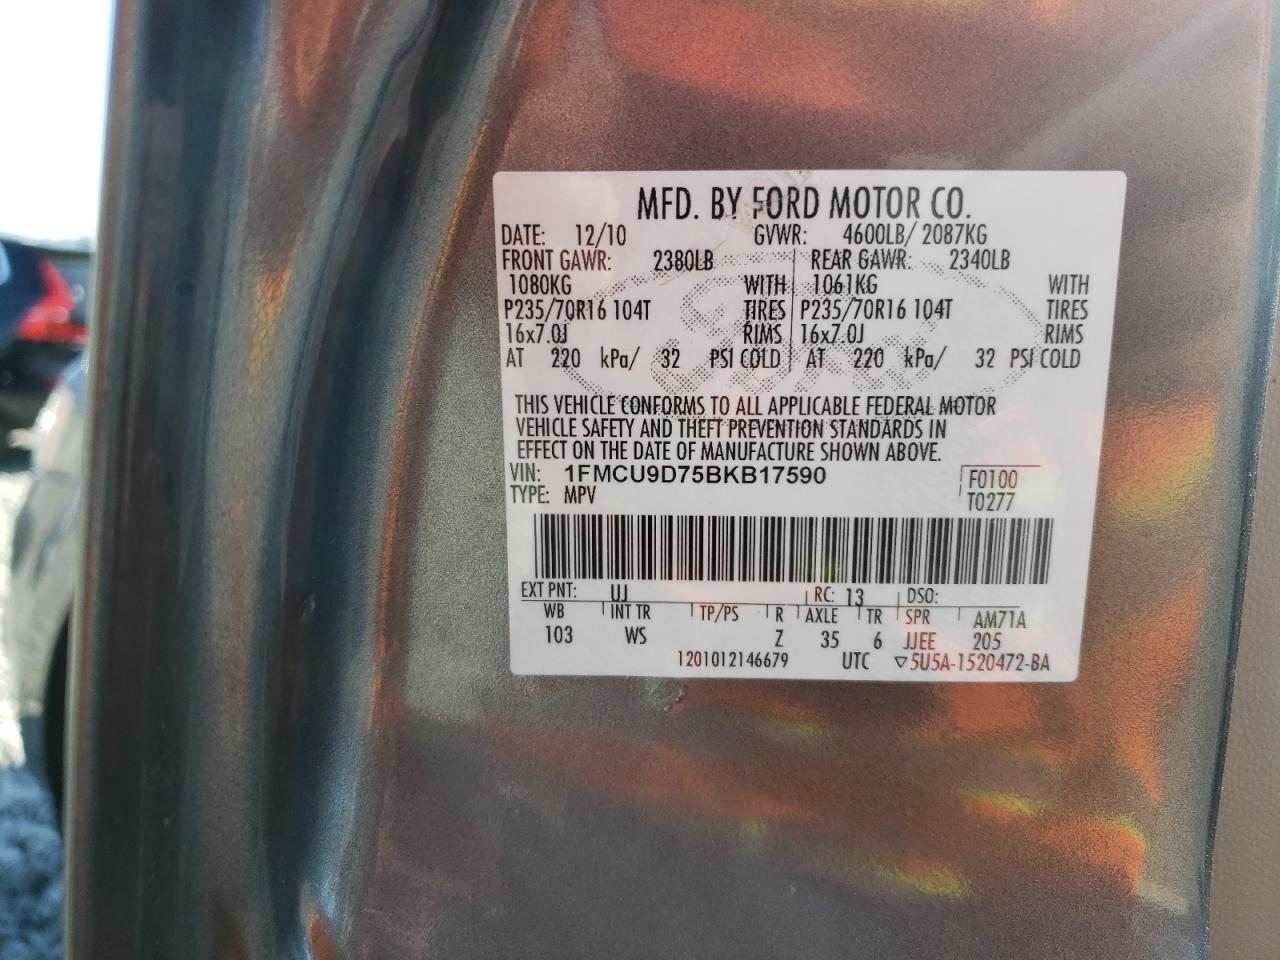 MFD. BY FORD MOTOR CO.
DATE: 12/10 GVWR: 4600LB/ 2087KG
FRONT GAWR: 2380LB REAR GAWR: 2340LB
1080KG WITH 1061KG WITH
P235/70R16 104T TIRES P235/70R16 104T TIRES
16x7.0J RIMS 16x7.0J RIMS
AT 220 kPa/ 32 PSI COLD AT 220 kPa/ 32 PSI COLD
THIS VEHICLE CONFORMS TO ALL APPLICABLE FEDERAL MOTOR
VEHICLE SAFETY AND THEFT PREVENTION STANDARDS IN
EFFECT ON THE DATE OF MANUFACTURE SHOWN ABOVE.
VIN: 1FMCU9D75BKB17590 F0100
TYPE: MPV T0277
EXT PNT: UJ RC: 13 DSO:
WB INT TR TP/PS R AXLE TR SPR AM71A
103 WS Z 35 6 JJEE 205
1201012146679 UTC ▽5U5A-1520472-BA